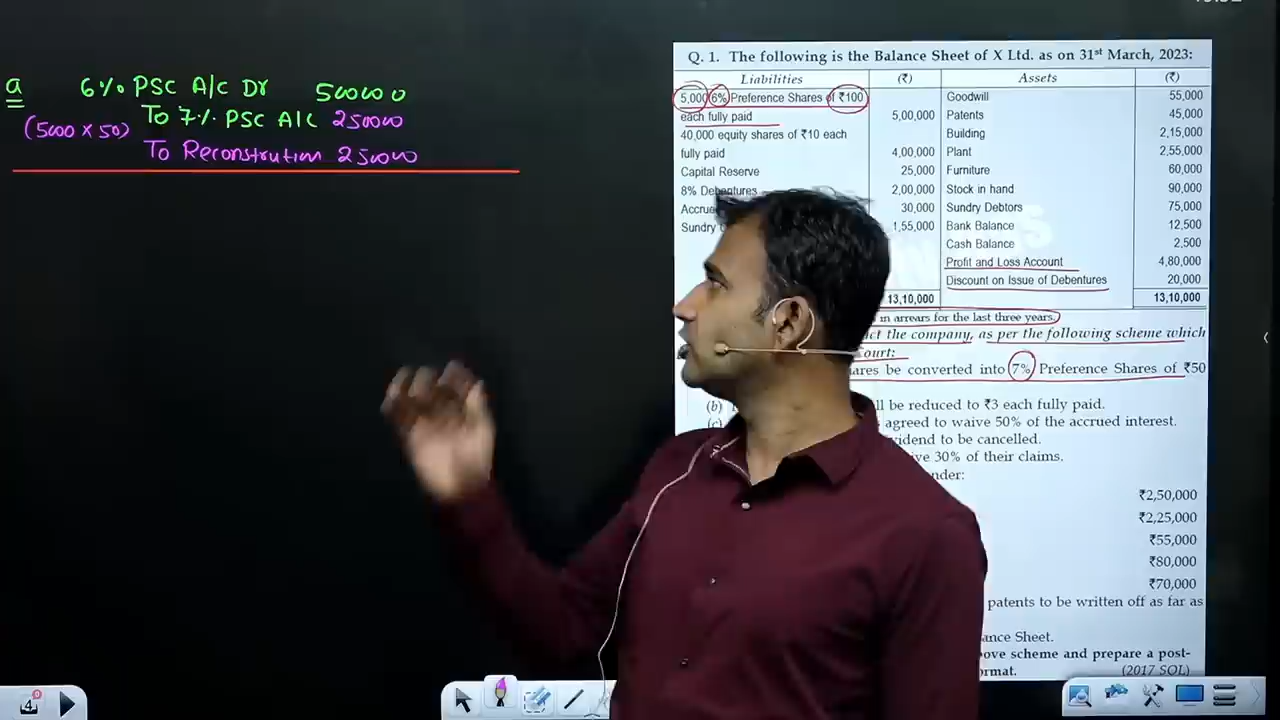 a 6% PSC A/C Dr 500000
To 7% PSC A/C 250000
(5000 x 50)
To Reconstrution 250000
Q. 1. The following is the Balance Sheet of X Ltd. as on 31st March, 2023:
Liabilities (₹) Assets (₹)
5,000 6% Preference Shares of ₹100 Goodwill 55,000
each fully paid 5,00,000 Patents 45,000
40,000 equity shares of ₹10 each Building 2,15,000
fully paid 4,00,000 Plant 2,55,000
Capital Reserve 25,000 Furniture 60,000
8% Debentures 2,00,000 Stock in hand 90,000
30,000 Sundry Debtors 75,000
Sundry 1,55,000 Bank Balance 12,500
Cash Balance 2,500
Profit and Loss Account 4,80,000
Discount on Issue of Debentures 20,000
13,10,000 13,10,000
in arrears for the last three years.
the company, as per the following scheme which
be converted into 7% Preference Shares of ₹50
(b) be reduced to ₹3 each fully paid.
(c) agreed to waive 50% of the accrued interest.
to be cancelled.
30% of their claims.
₹2,50,000
₹2,25,000
₹55,000
₹80,000
₹70,000
patents to be written off as far as
Sheet.
scheme and prepare a post-
(2017 SOL)
4